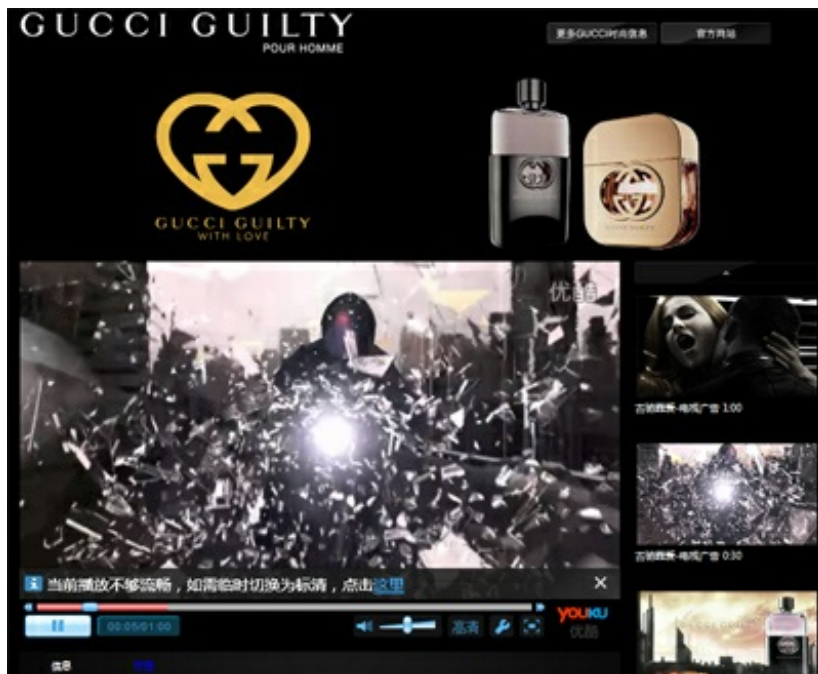 GUCCI GUILTY
POUR HOMME
更多GUCCI时尚信息
官方网站
GUCCI GUILTY
WITH LOVE
优酷
古驰罪爱-电视广告 1:00
古驰罪爱-电视广告 0:30
当前播放不够流畅，如需临时切换为标清，点击这里
00:05/01:00
高清
YOUKU
优酷
信息